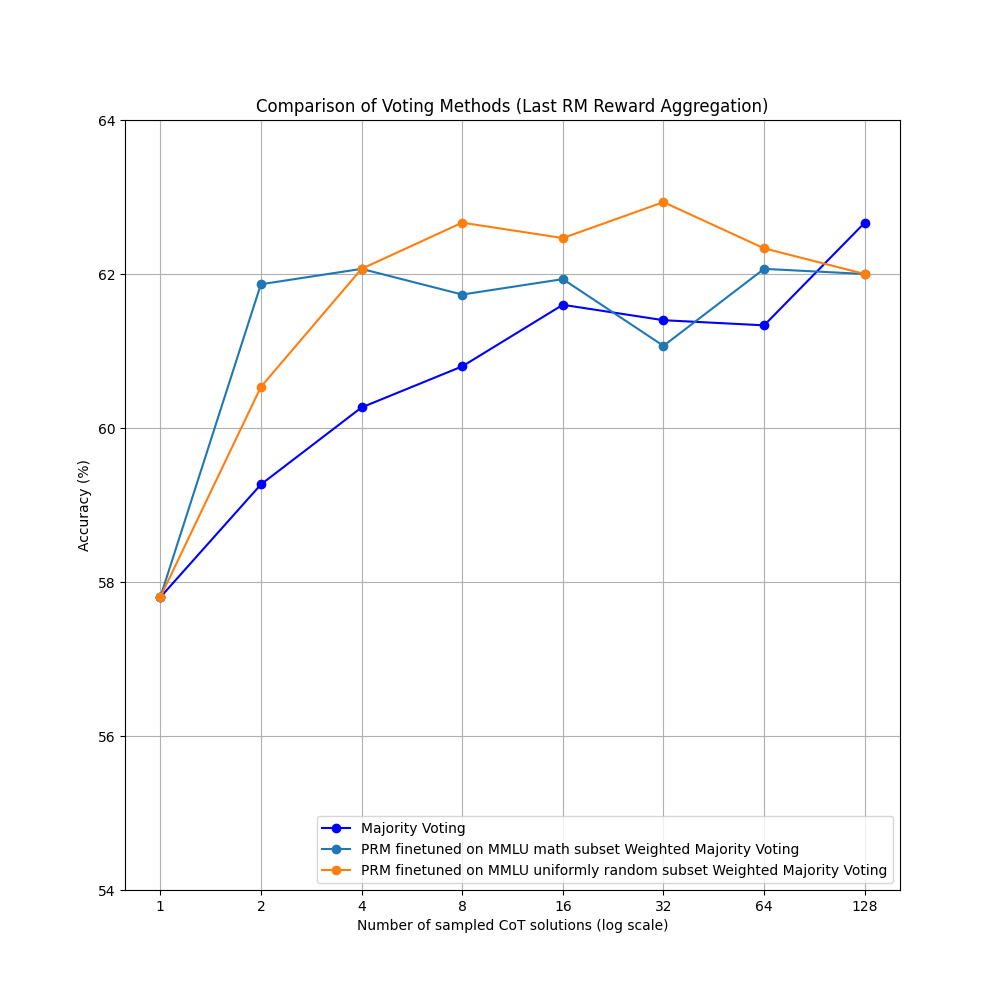 Comparison of Voting Methods (Last RM Reward Aggregation)
64
62
60
58
56
54
Accuracy (%)
Majority Voting
PRM finetuned on MMLU math subset Weighted Majority Voting
PRM finetuned on MMLU uniformly random subset Weighted Majority Voting
1 2 4 8 16 32 64 128
Number of sampled CoT solutions (log scale)